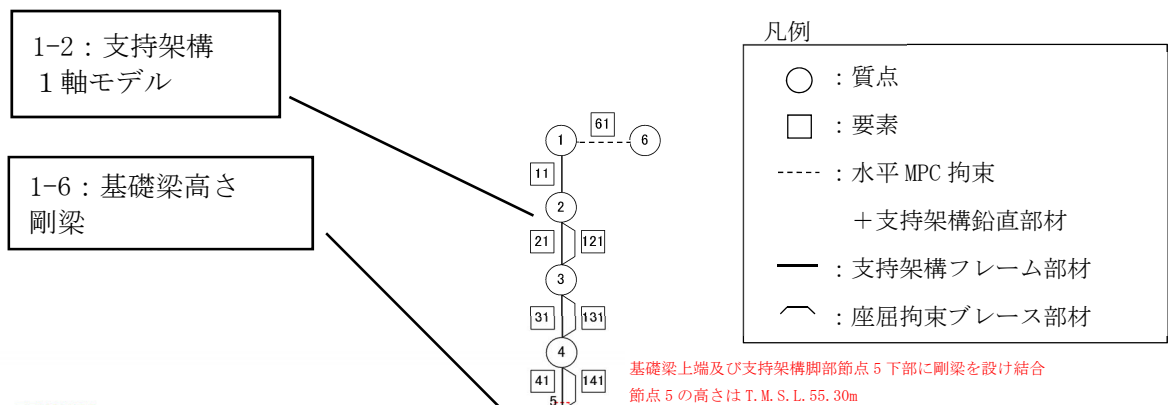 1-2：支持架構
１軸モデル
1-6：基礎梁高さ
剛梁
61
1
6
11
2
21
121
3
31
131
4
41
141
5
凡例
：質点
：要素
：水平 MPC 拘束
＋支持架構鉛直部材
：支持架構フレーム部材
：座屈拘束ブレース部材
基礎梁上端及び支持架構脚部節点 5 下部に剛梁を設け結合
節点 5 の高さは T.M.S.L.55.30m